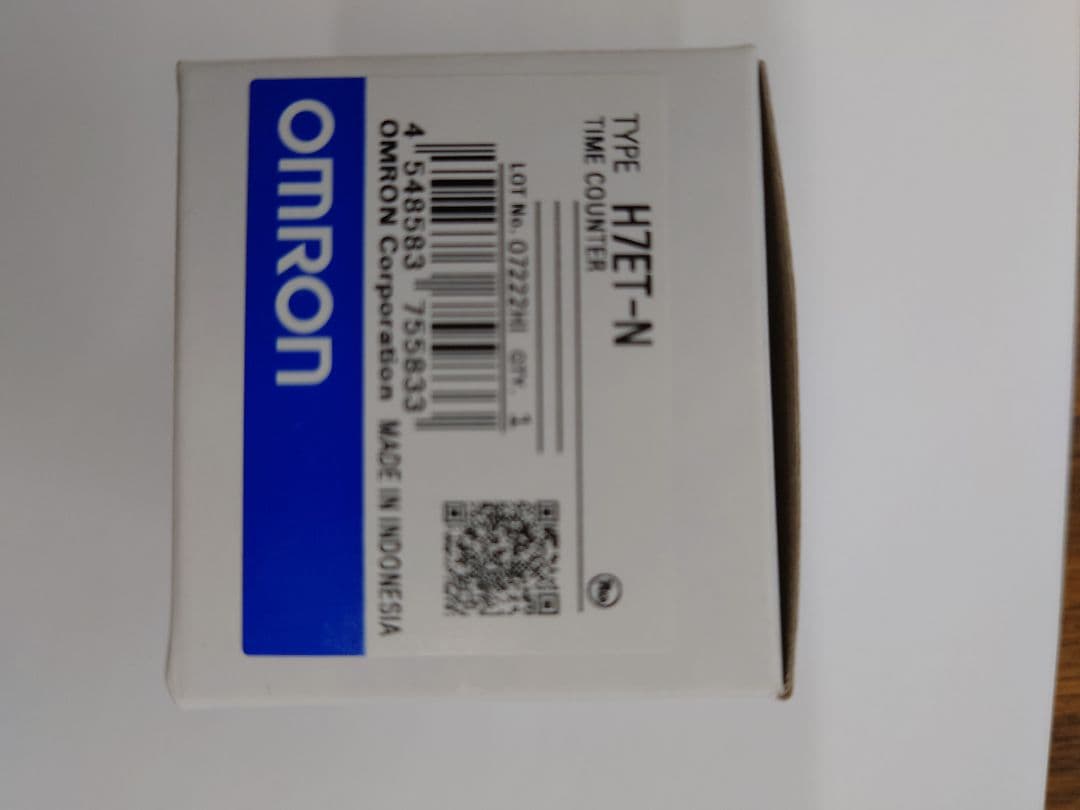 TYPE H7ET-N
TIME COUNTER
LOT No. 07222HI QTY. 1
4 548583 755833
OMRON Corporation MADE IN INDONESIA
OMRON